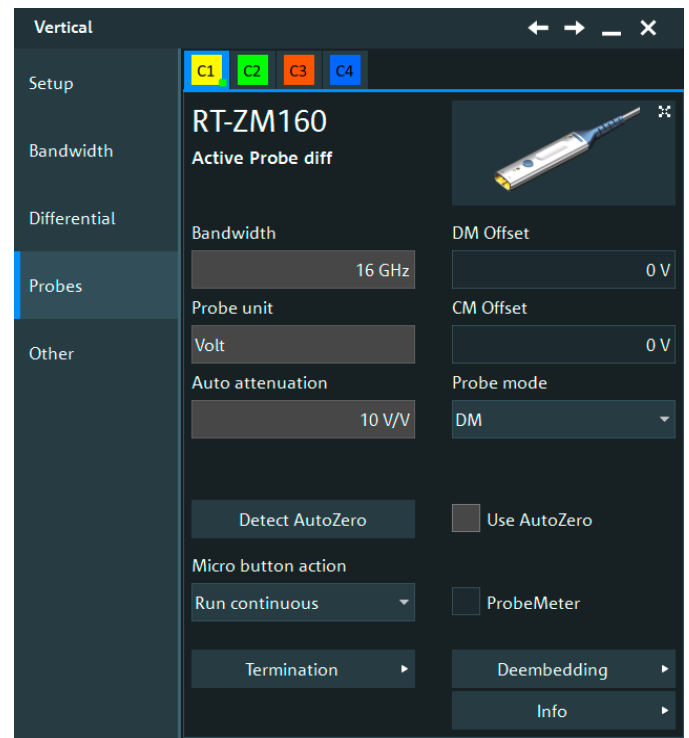 Vertical
Setup
Bandwidth
Differential
Probes
Other
C1 C2 C3 C4
RT-ZM160
Active Probe diff
Bandwidth
16 GHz
DM Offset
0 V
Probe unit
Volt
CM Offset
0 V
Auto attenuation
10 V/V
Probe mode
DM
Detect AutoZero
Use AutoZero
Micro button action
Run continuous
ProbeMeter
Termination
Deembedding
Info